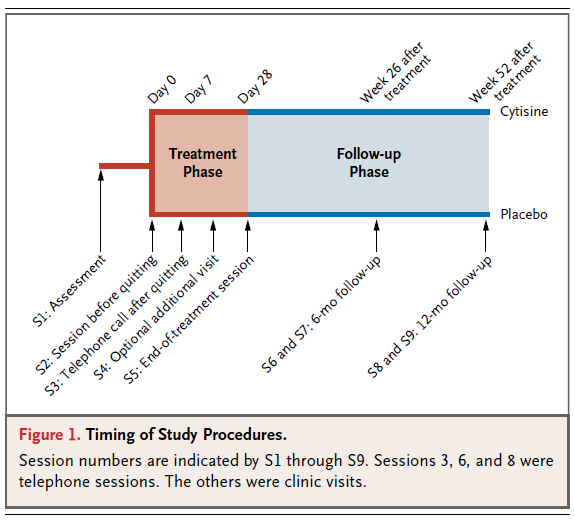 Day 0
Day 7
Day 28
Week 26 after
treatment
Week 52 after
treatment
Cytisine
Treatment
Phase
Follow-up
Phase
Placebo
S1: Assessment
S2: Session before quitting
S3: Telephone call after quitting
S4: Optional additional visit
S5: End-of-treatment session
S6 and S7: 6-mo follow-up
S8 and S9: 12-mo follow-up
Figure 1. Timing of Study Procedures.
Session numbers are indicated by S1 through S9. Sessions 3, 6, and 8 were
telephone sessions. The others were clinic visits.